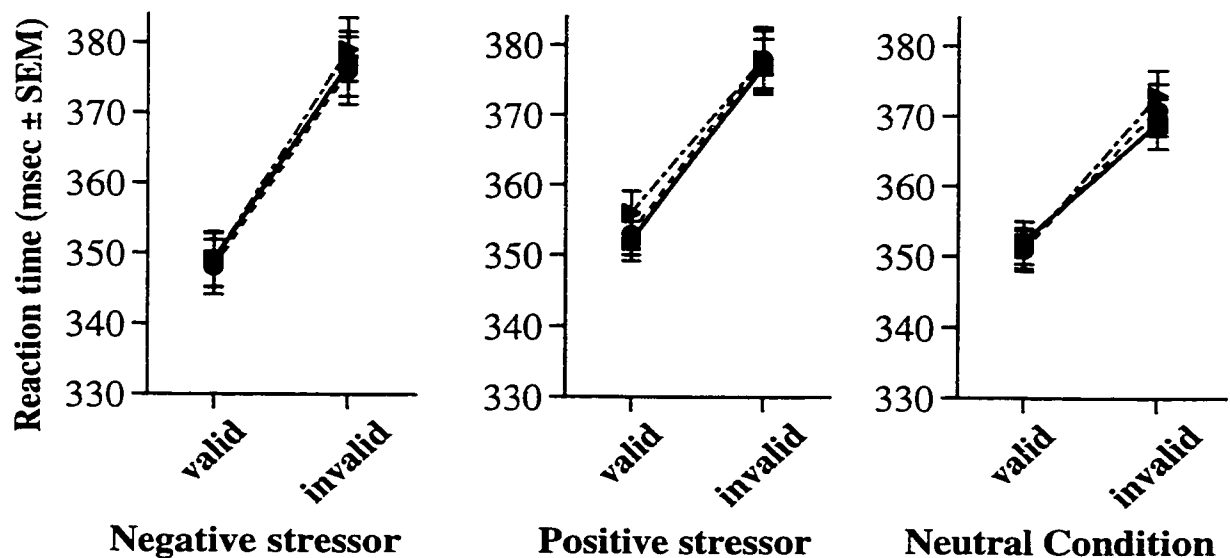 Reaction time (msec ± SEM)
380
370
360
350
340
330
valid
invalid
Negative stressor
380
370
360
350
340
330
valid
invalid
Positive stressor
380
370
360
350
340
330
valid
invalid
Neutral Condition